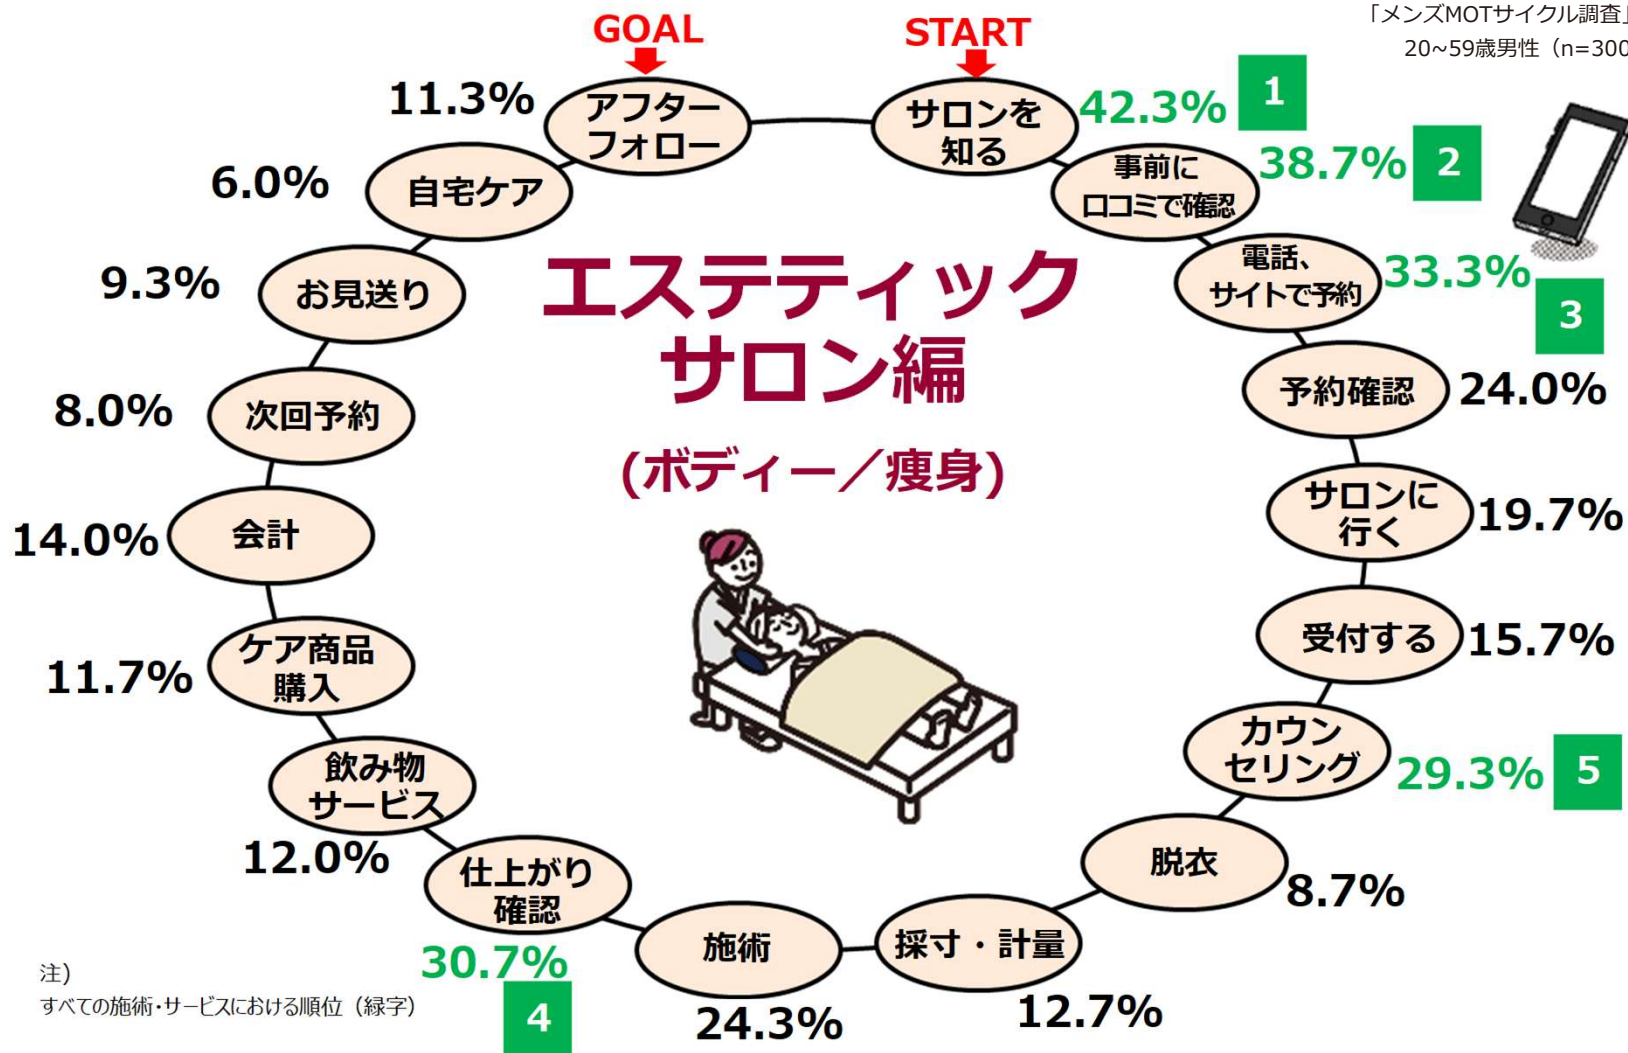 「メンズMOTサイクル調査」
20~59歳男性（n=300
GOAL
START
サロンを
知る
42.3%
1
事前に
口コミで確認
38.7%
2
電話、
サイトで予約
33.3%
3
予約確認
24.0%
サロンに
行く
19.7%
受付する
15.7%
カウン
セリング
29.3%
5
脱衣
8.7%
採寸・計量
12.7%
施術
24.3%
仕上がり
確認
30.7%
4
飲み物
サービス
12.0%
ケア商品
購入
11.7%
会計
14.0%
次回予約
8.0%
お見送り
9.3%
自宅ケア
6.0%
アフター
フォロー
11.3%
エステティック
サロン編
(ボディー／痩身)
注）
すべての施術・サービスにおける順位（緑字）